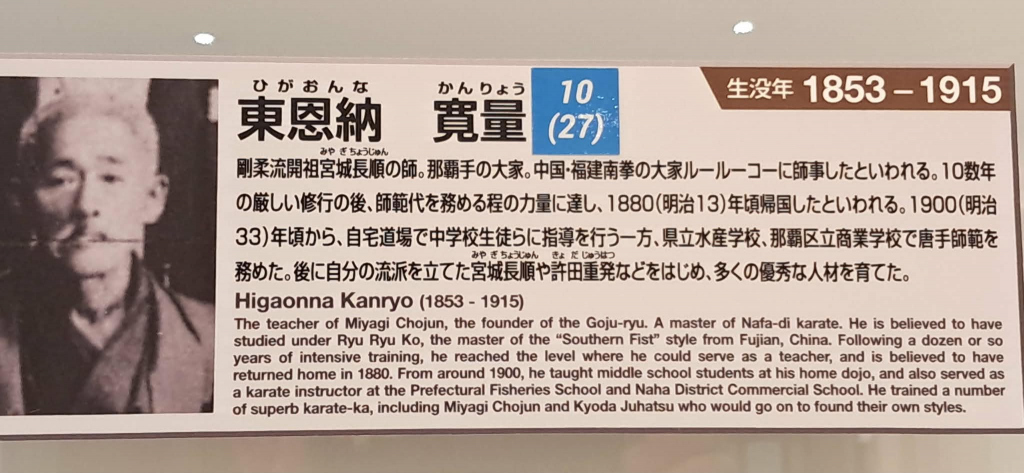 ひがおんな かんりょう
東恩納 寛量
10
(27)
生没年 1853 – 1915
みやぎちょうじゅん
剛柔流開祖宮城長順の師。那覇手の大家。中国・福建南拳の大家ルールーコーに師事したといわれる。10数年
の厳しい修行の後、師範代を務める程の力量に達し、1880(明治13)年頃帰国したといわれる。1900(明治
33)年頃から、自宅道場で中学校生徒らに指導を行う一方、県立水産学校、那覇区立商業学校で唐手師範を
みやぎちょうじゅん きょだじゅうはつ
務めた。後に自分の流派を立てた宮城長順や許田重発などをはじめ、多くの優秀な人材を育てた。
Higaonna Kanryo (1853 - 1915)
The teacher of Miyagi Chojun, the founder of the Goju-ryu. A master of Nafa-di karate. He is believed to have
studied under Ryu Ryu Ko, the master of the “Southern Fist” style from Fujian, China. Following a dozen or so
years of intensive training, he reached the level where he could serve as a teacher, and is believed to have
returned home in 1880. From around 1900, he taught middle school students at his home dojo, and also served as
a karate instructor at the Prefectural Fisheries School and Naha District Commercial School. He trained a number
of superb karate-ka, including Miyagi Chojun and Kyoda Juhatsu who would go on to found their own styles.